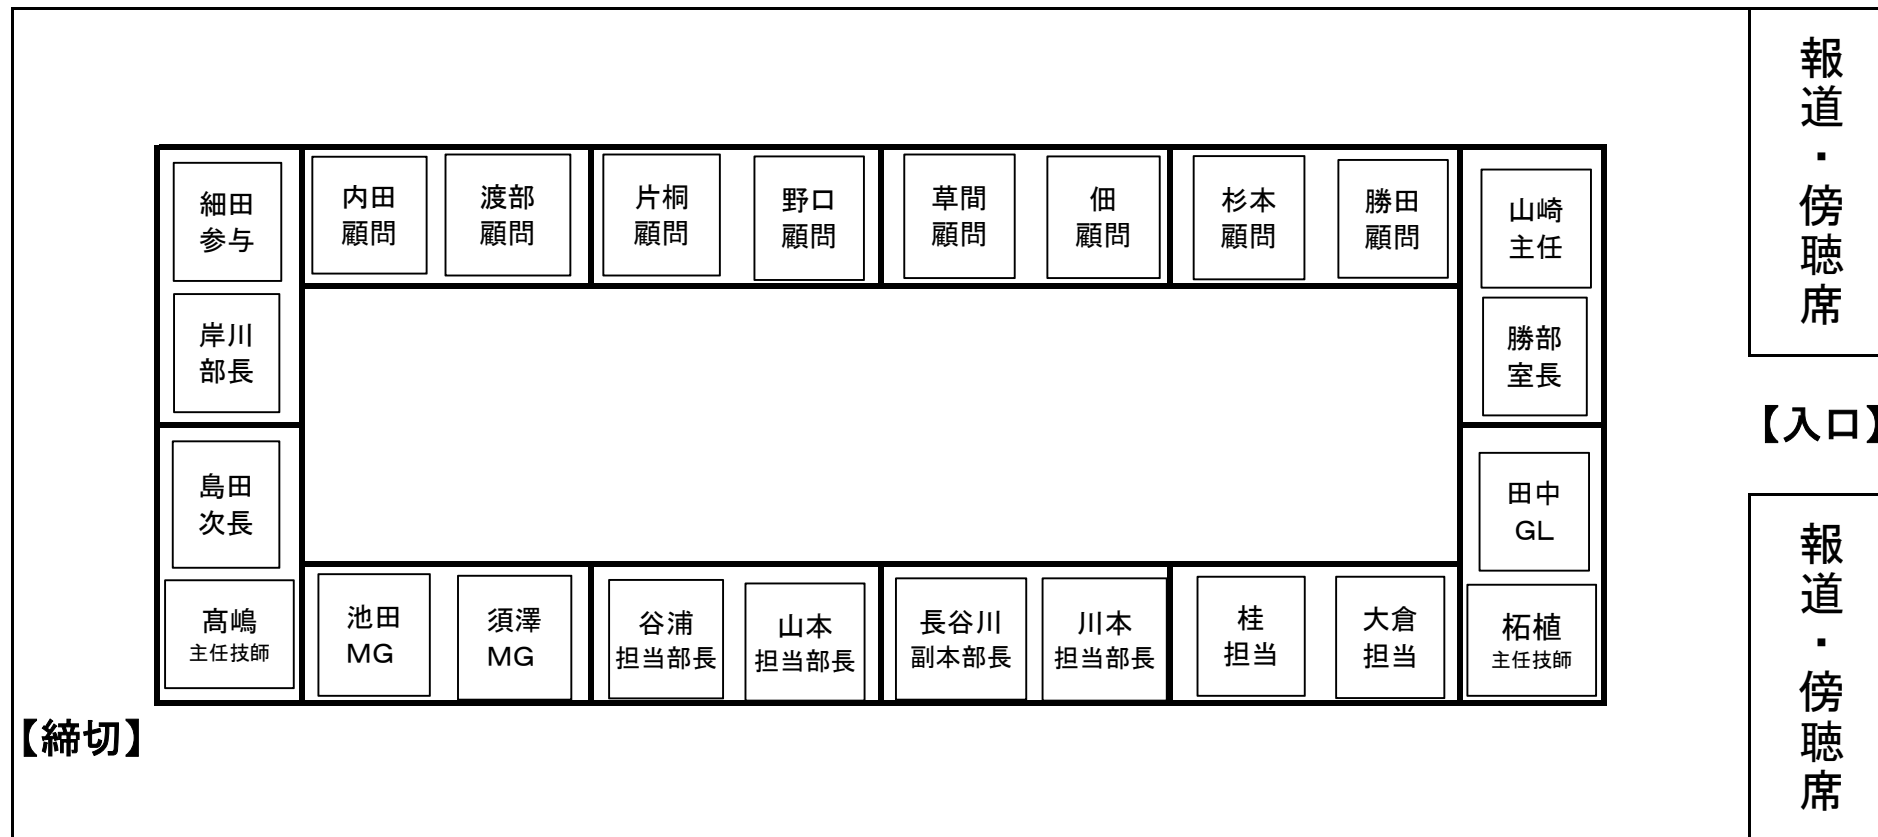 報道・傍聴席
細田
参与
内田
顧問
渡部
顧問
片桐
顧問
野口
顧問
草間
顧問
佃
顧問
杉本
顧問
勝田
顧問
山崎
主任
岸川
部長
勝部
室長
【入口】
島田
次長
田中
GL
報道・傍聴席
髙嶋
主任技師
池田
MG
須澤
MG
谷浦
担当部長
山本
担当部長
長谷川
副本部長
川本
担当部長
桂
担当
大倉
担当
柘植
主任技師
【締切】